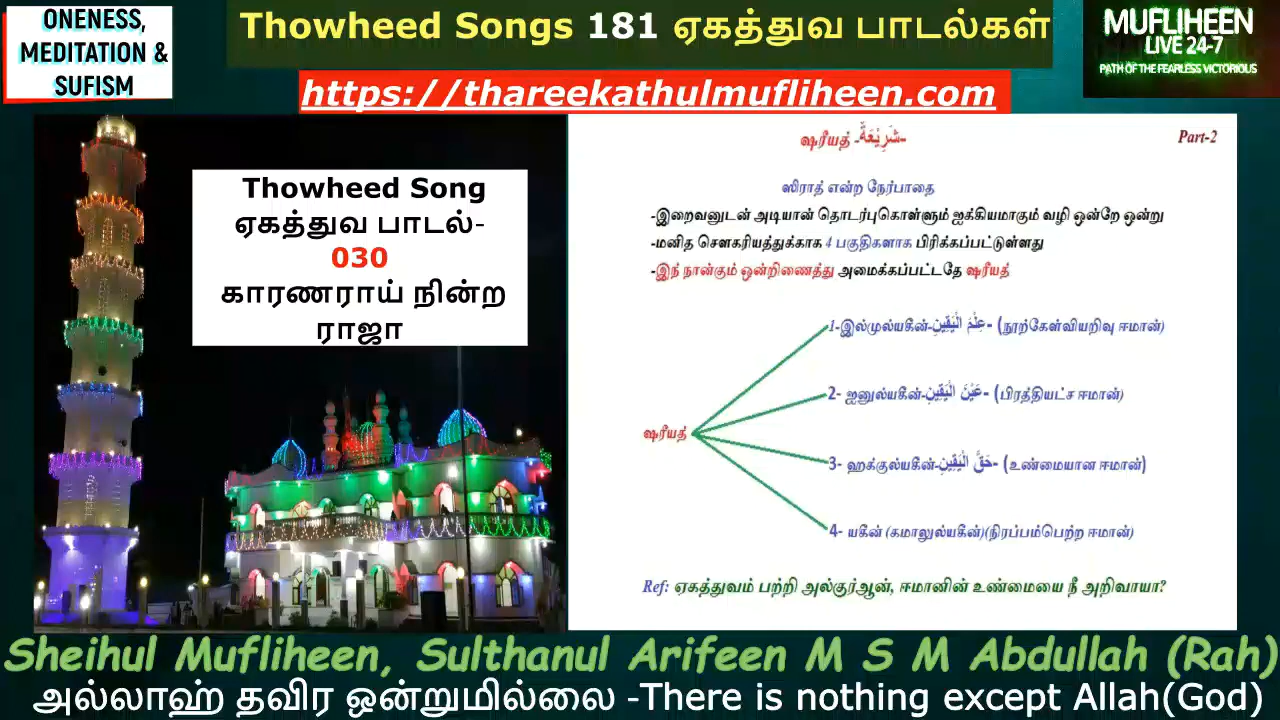 ONENESS,
MEDITATION &
SUFISM
Thowheed Songs 181 ஏகத்துவ பாடல்கள்
MUFLIHEEN
LIVE 24-7
PATH OF THE FEARLESS VICTORIOUS
https://thareekathulmufliheen.com
Thowheed Song
ஏகத்துவ பாடல்-
030
காரணராய் நின்ற
ராஜா
ஷரீயத் -شَرِيْعَةْ-
Part-2
ஸிராத் என்ற நேர்பாதை
-இறைவனுடன் அடியான் தொடர்புகொள்ளும் ஐக்கியமாகும் வழி ஒன்றே ஒன்று
-மனித சௌகரியத்துக்காக 4 பகுதிகளாக பிரிக்கப்பட்டுள்ளது
-இந் நான்கும் ஒன்றிணைத்து அமைக்கப்பட்டதே ஷரீயத்
1-இல்முல்யகீன்-عِلْمَ الْيَقِينِ- (நூற்கேள்வியறிவு ஈமான்)
2- ஐனுல்யகீன்-عَيْنَ الْيَقِينِ- (பிரத்தியட்ச ஈமான்)
ஷரீயத்
3- ஹக்குல்யகீன்-حَقَّ الْيَقِينِ- (உண்மையான ஈமான்)
4- யகீன் (கமாலுல்யகீன்)(நிரப்பம்பெற்ற ஈமான்)
Ref: ஏகத்துவம் பற்றி அல்குர்ஆன், ஈமானின் உண்மையை நீ அறிவாயா?
Sheihul Mufliheen, Sulthanul Arifeen M S M Abdullah (Rah)
அல்லாஹ் தவிர ஒன்றுமில்லை -There is nothing except Allah(God)